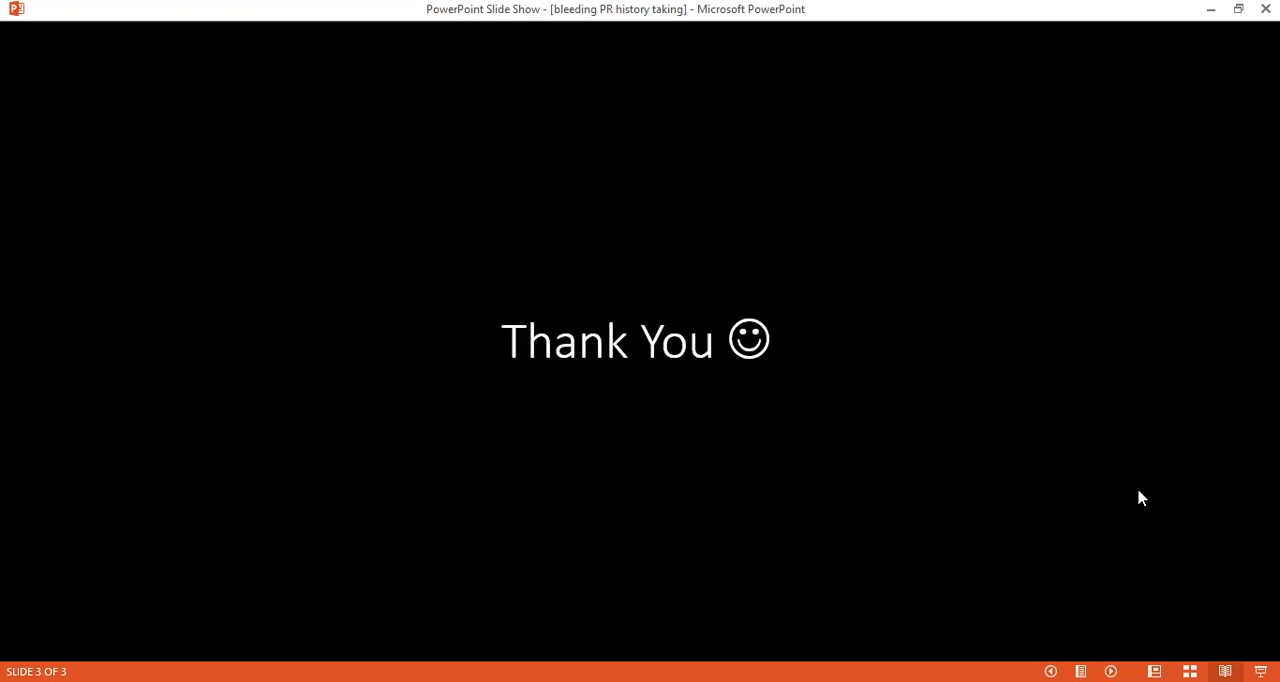 PowerPoint Slide Show - [bleeding PR history taking] - Microsoft PowerPoint
Thank You ☺
SLIDE 3 OF 3